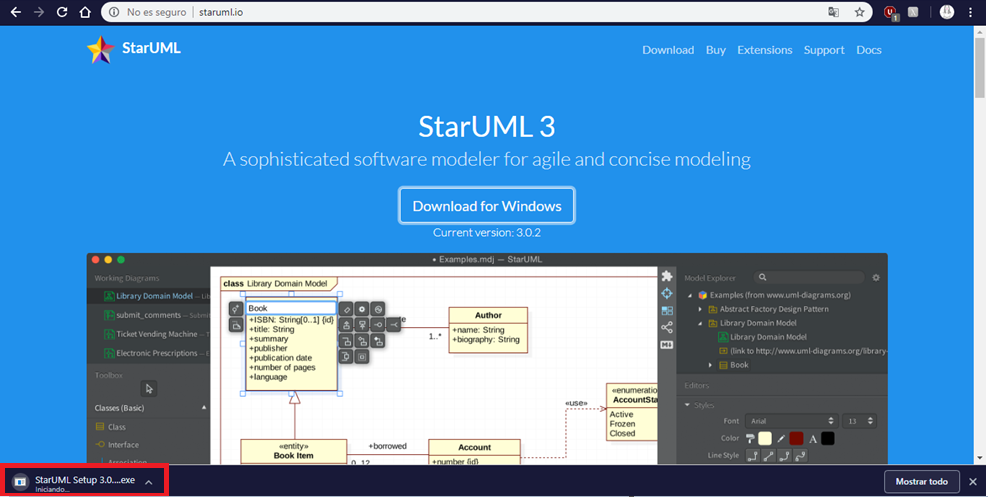 No es seguro | staruml.io
StarUML
Download Buy Extensions Support Docs
StarUML 3
A sophisticated software modeler for agile and concise modeling
Download for Windows
Current version: 3.0.2
• Examples.mdj — StarUML
Working Diagrams
Library Domain Model — Lib
submit_comments —
Ticket Vending Machine —
Electronic Prescriptions —
Toolbox
Classes (Basic)
Class
Interface
Association
class Library Domain Model
Book
+ISBN: String[0..1] {id}
+title: String
+summary
+publisher
+publication date
+number of pages
+language
1..*
Author
+name: String
+biography: String
«use»
«enumeration
AccountSta
Active
Frozen
Closed
«entity»
Book Item
+borrowed
0..12
Account
+number {id}
Model Explorer
Examples (from www.uml-diagrams.org)
Abstract Factory Design Pattern
Library Domain Model
Library Domain Model
(link to http://www.uml-diagrams.org/library-
Book
Editors
Styles
Font Arial 13
Color A
Line Style
StarUML Setup 3.0....exe
Iniciando...
Mostrar todo